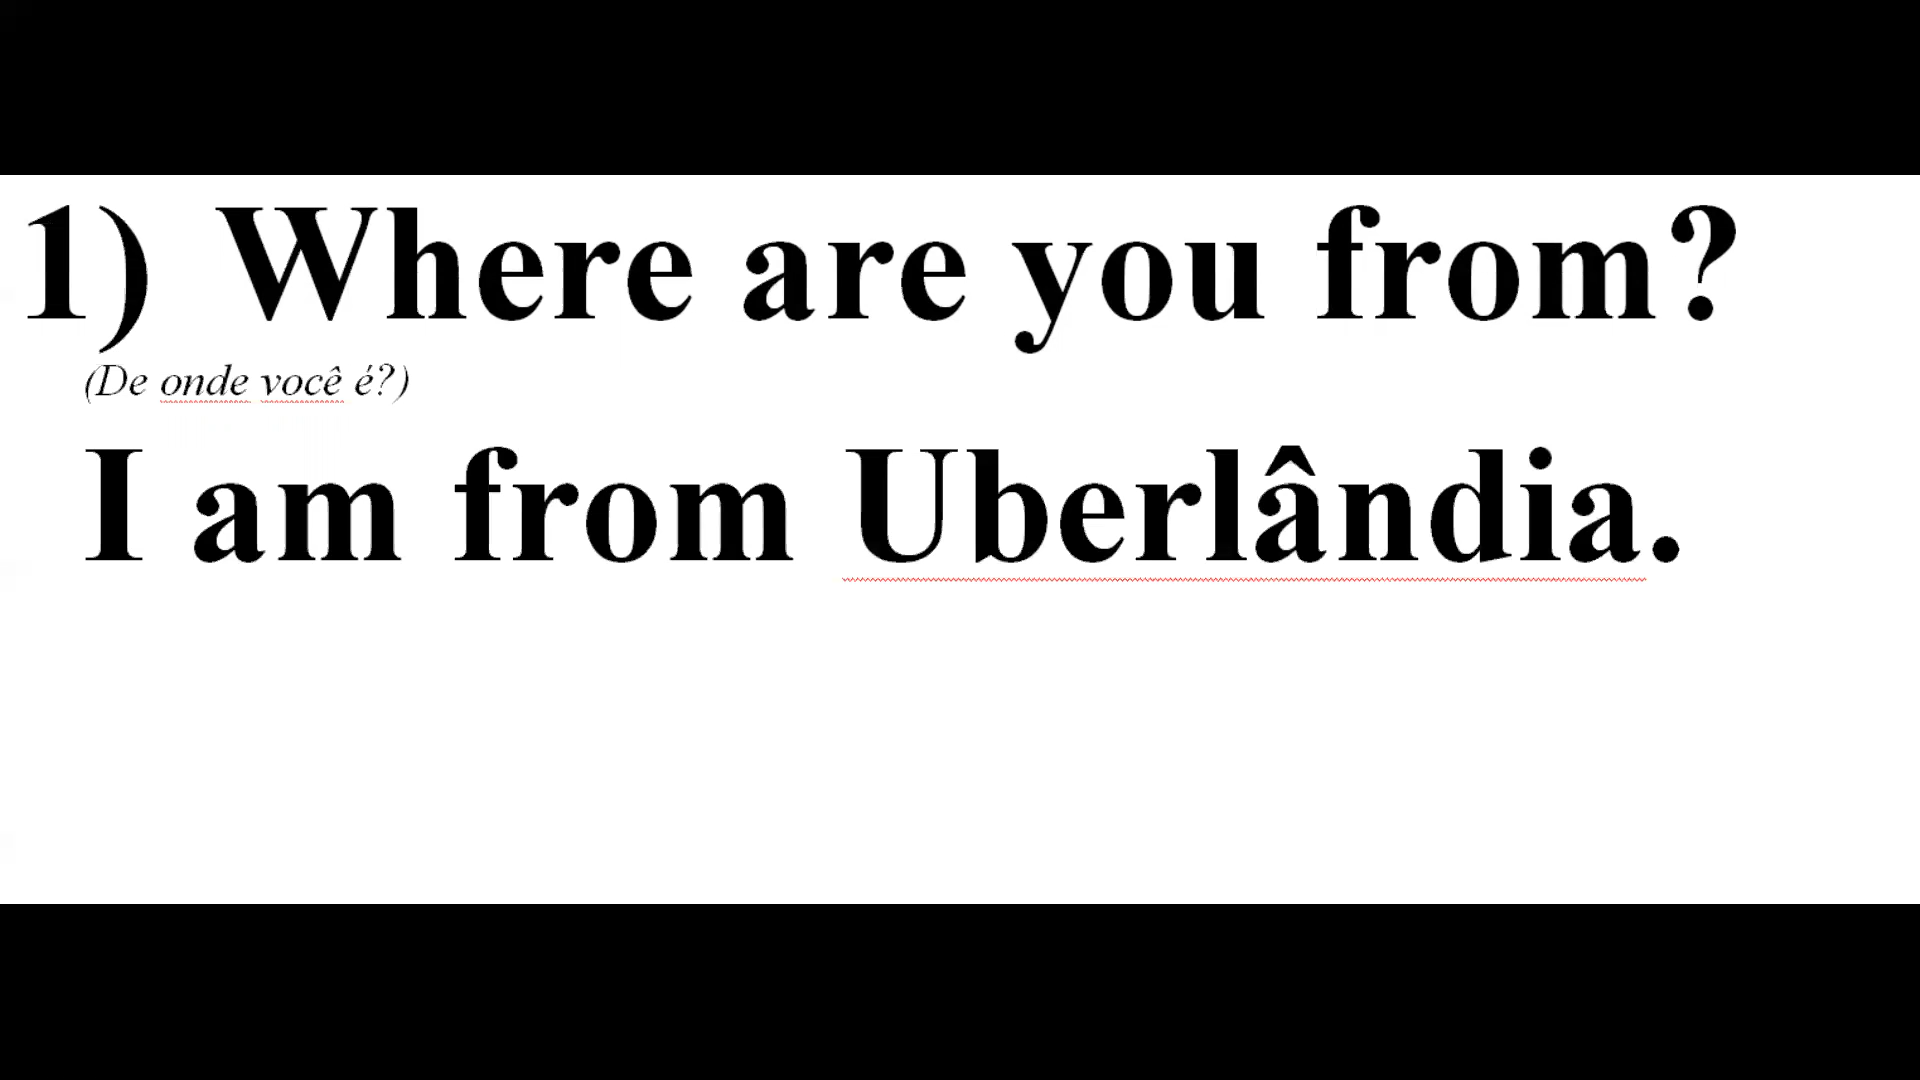 1) Where are you from?
(De onde você é?)
I am from Uberlândia.